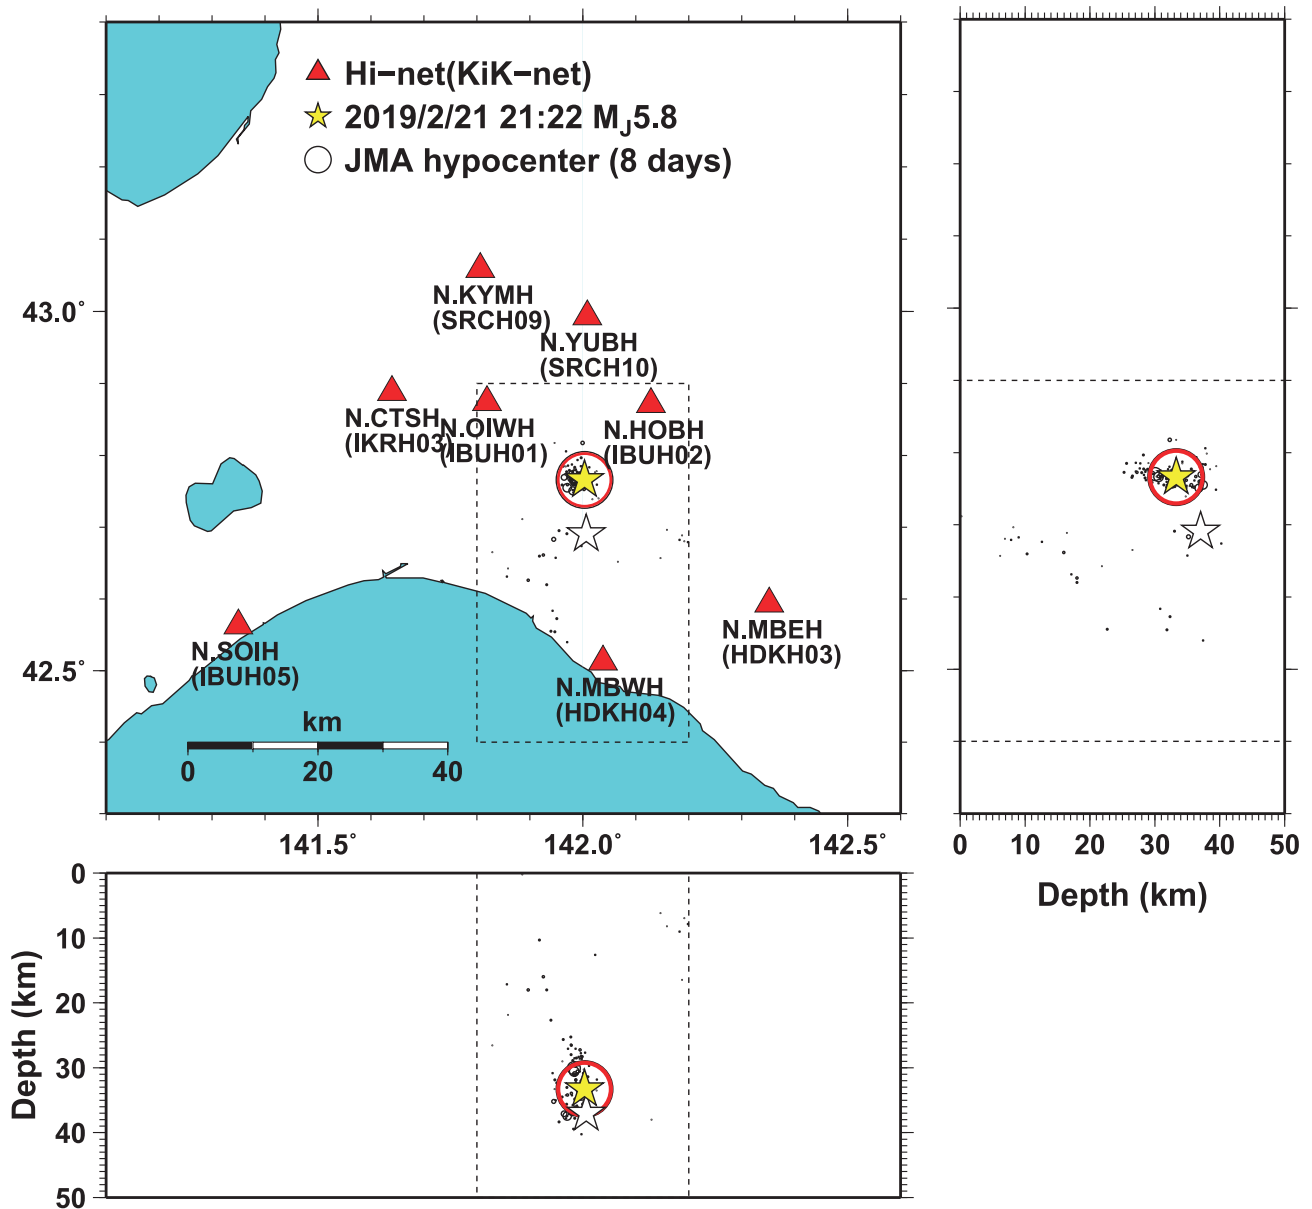 Hi−net(KiK−net)
2019/2/21 21:22 MJ5.8
JMA hypocenter (8 days)
N.KYMH
(SRCH09)
N.YUBH
(SRCH10)
N.CTSH
(IKRH03)
N.OIWH
(IBUH01)
N.HOBH
(IBUH02)
N.SOIH
(IBUH05)
N.MBEH
(HDKH03)
N.MBWH
(HDKH04)
km
0 20 40
43.0°
42.5°
141.5° 142.0° 142.5°
0 10 20 30 40 50
Depth (km)
0
10
20
30
40
50
Depth (km)